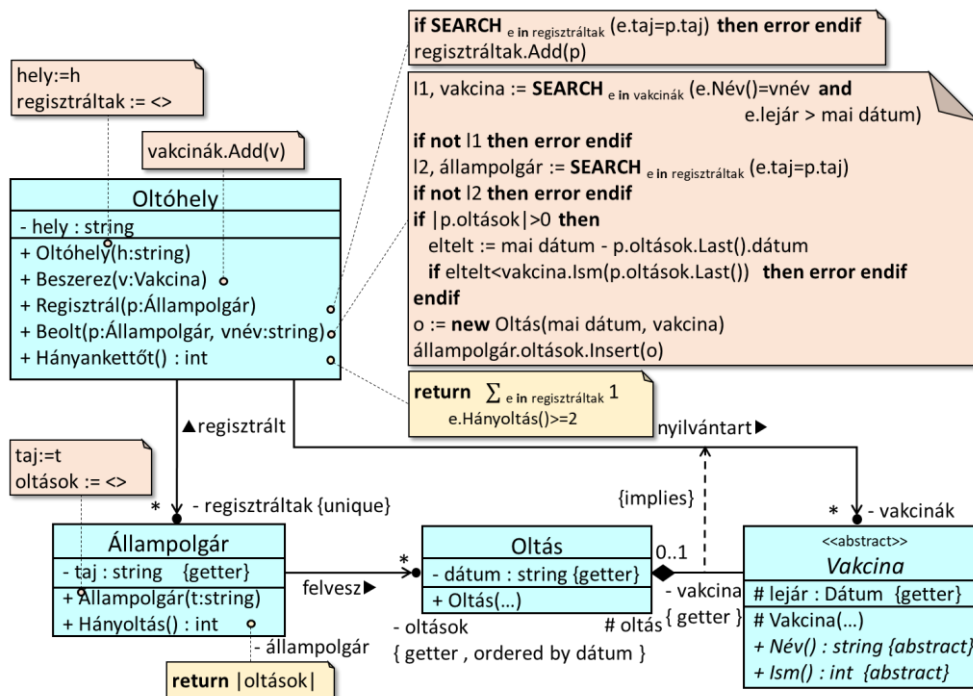 if SEARCH e in regisztráltak (e.taj=p.taj) then error endif
regisztráltak.Add(p)
hely:=h
regisztráltak := <>
l1, vakcina := SEARCH e in vakcinák (e.Név()=vnév and
e.lejár > mai dátum)
if not l1 then error endif
l2, állampolgár := SEARCH e in regisztráltak (e.taj=p.taj)
if not l2 then error endif
if |p.oltások|>0 then
eltelt := mai dátum - p.oltások.Last().dátum
if eltelt<vakcina.Ism(p.oltások.Last()) then error endif
endif
o := new Oltás(mai dátum, vakcina)
állampolgár.oltások.Insert(o)
vakcinák.Add(v)
Oltóhely
- hely : string
+ Oltóhely(h:string)
+ Beszerez(v:Vakcina)
+ Regisztrál(p:Állampolgár)
+ Beolt(p:Állampolgár, vnév:string)
+ Hányankettőt() : int
return ∑ e in regisztráltak 1
e.Hányoltás()>=2
▲regisztrált
nyilvántart▶
taj:=t
oltások := <>
{implies}
* - regisztráltak {unique}
* - vakcinák
Állampolgár
- taj : string {getter}
+ Állampolgár(t:string)
+ Hányoltás() : int
- állampolgár
return |oltások|
felvesz▶
*
Oltás
- dátum : string {getter}
+ Oltás(...)
- oltások
{ getter , ordered by dátum }
0..1
# oltás
- vakcina
{ getter }
<<abstract>>
Vakcina
# lejár : Dátum {getter}
# Vakcina(...)
+ Név() : string {abstract}
+ Ism() : int {abstract}